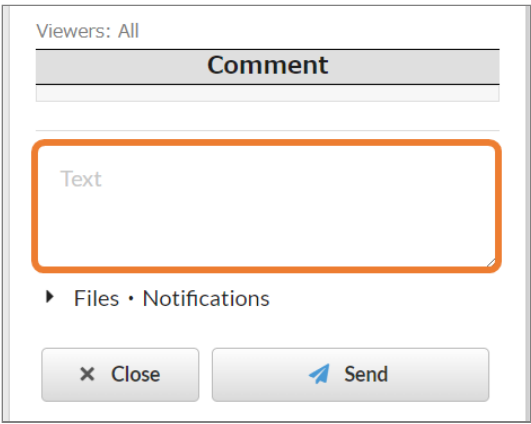 Viewers: All
Comment
Text
Files・Notifications
Close
Send